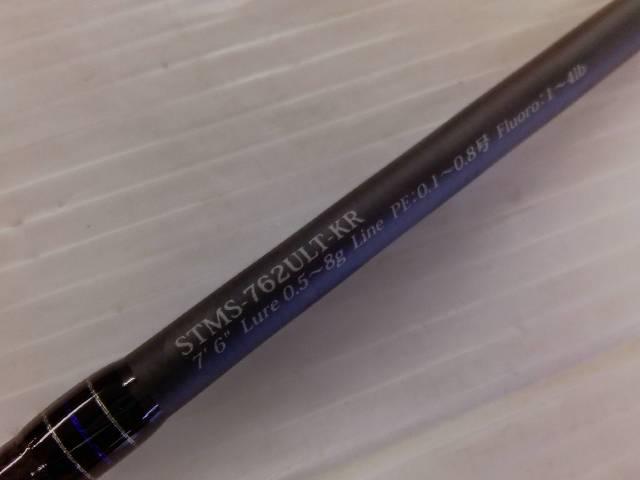 STMS-762ULT-KR
7' 6" Lure 0.5~8g Line PE:0.1~0.8号 Fluoro:1~4lb